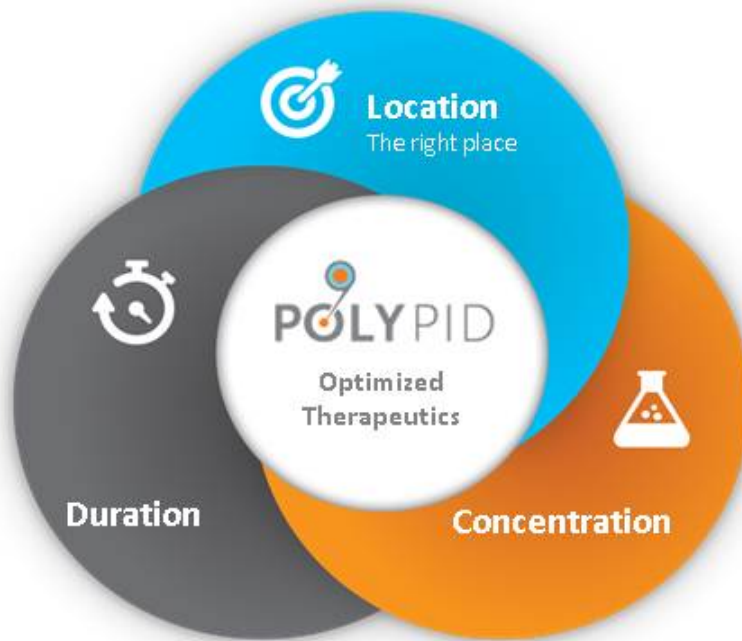 Location
The right place
POLYPID
Optimized
Therapeutics
Duration
Concentration